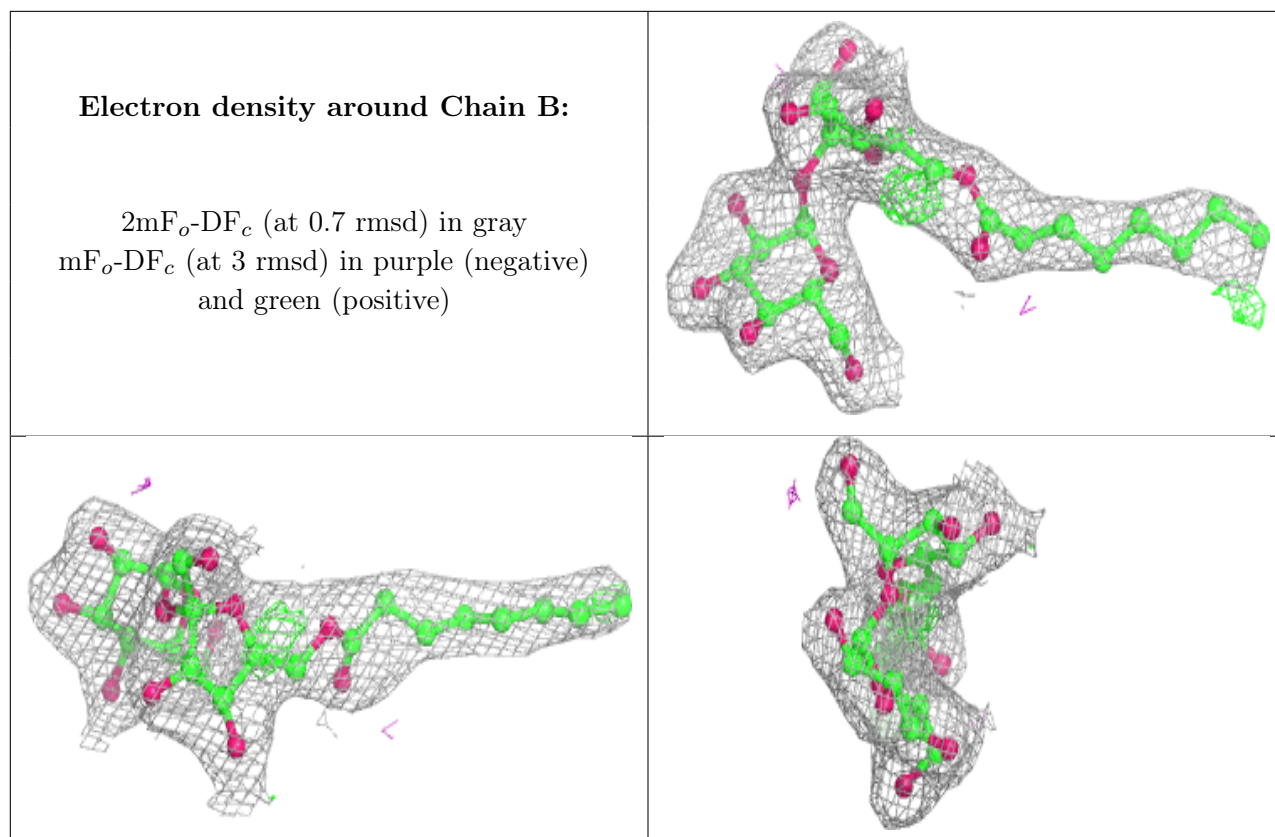 Electron density around Chain B:
2mFₒ-DF𝒸 (at 0.7 rmsd) in gray
mFₒ-DF𝒸 (at 3 rmsd) in purple (negative)
and green (positive)